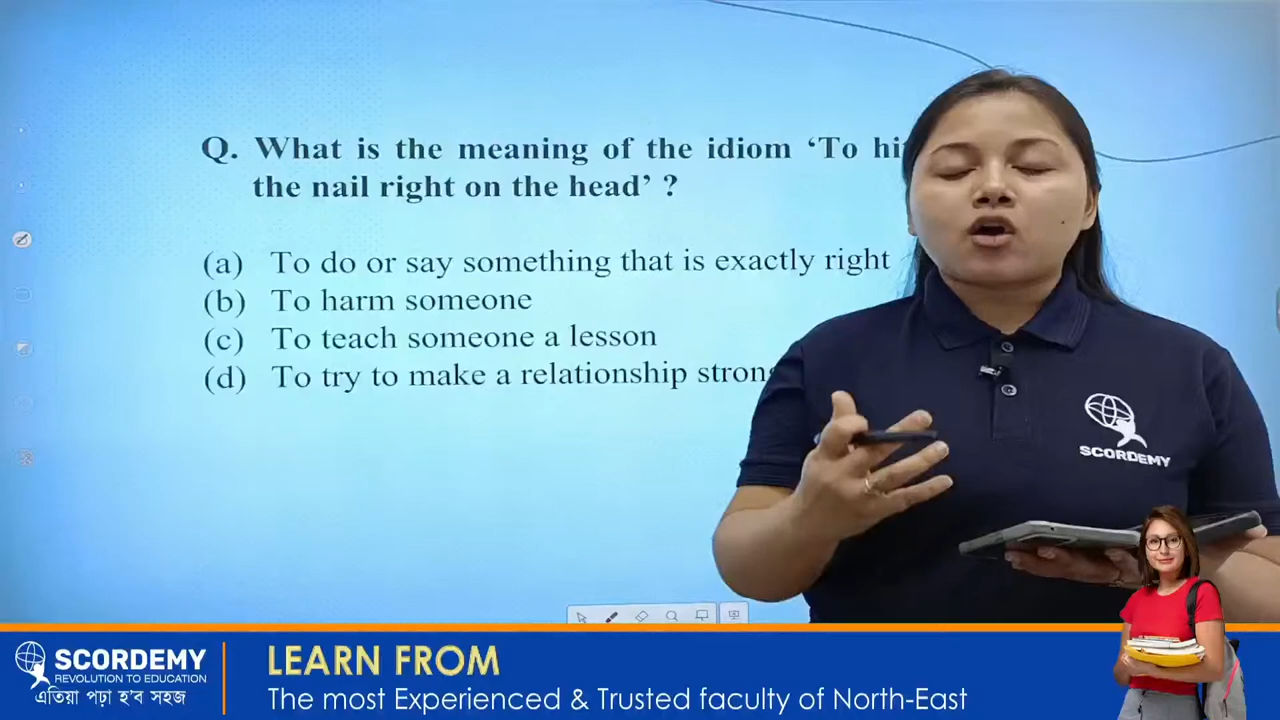 Q. What is the meaning of the idiom ‘To hit
the nail right on the head’ ?
(a) To do or say something that is exactly right
(b) To harm someone
(c) To teach someone a lesson
(d) To try to make a relationship strong
SCORDEMY
SCORDEMY
REVOLUTION TO EDUCATION
এতিয়া পঢ়া হ'ব সহজ
LEARN FROM
The most Experienced & Trusted faculty of North-East